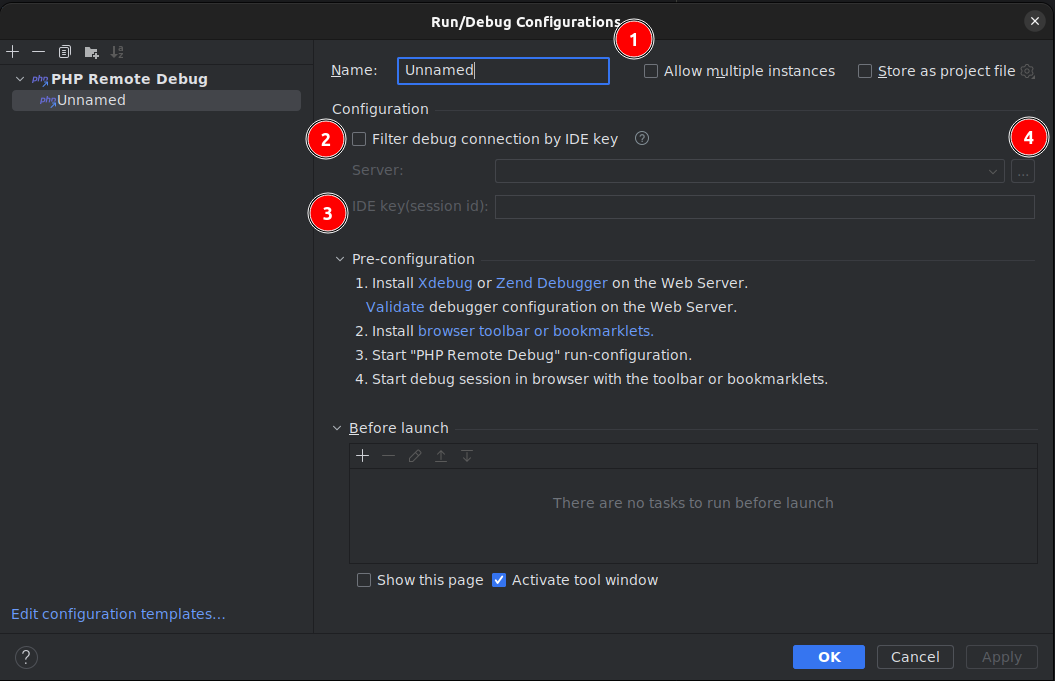 Run/Debug Configurations
1
PHP Remote Debug
Unnamed
Name: Unnamed Allow multiple instances Store as project file
Configuration
2 Filter debug connection by IDE key ? 4
Server: ...
3 IDE key(session id):
Pre-configuration
1. Install Xdebug or Zend Debugger on the Web Server.
Validate debugger configuration on the Web Server.
2. Install browser toolbar or bookmarklets.
3. Start "PHP Remote Debug" run-configuration.
4. Start debug session in browser with the toolbar or bookmarklets.
Before launch
There are no tasks to run before launch
Show this page Activate tool window
Edit configuration templates...
? OK Cancel Apply